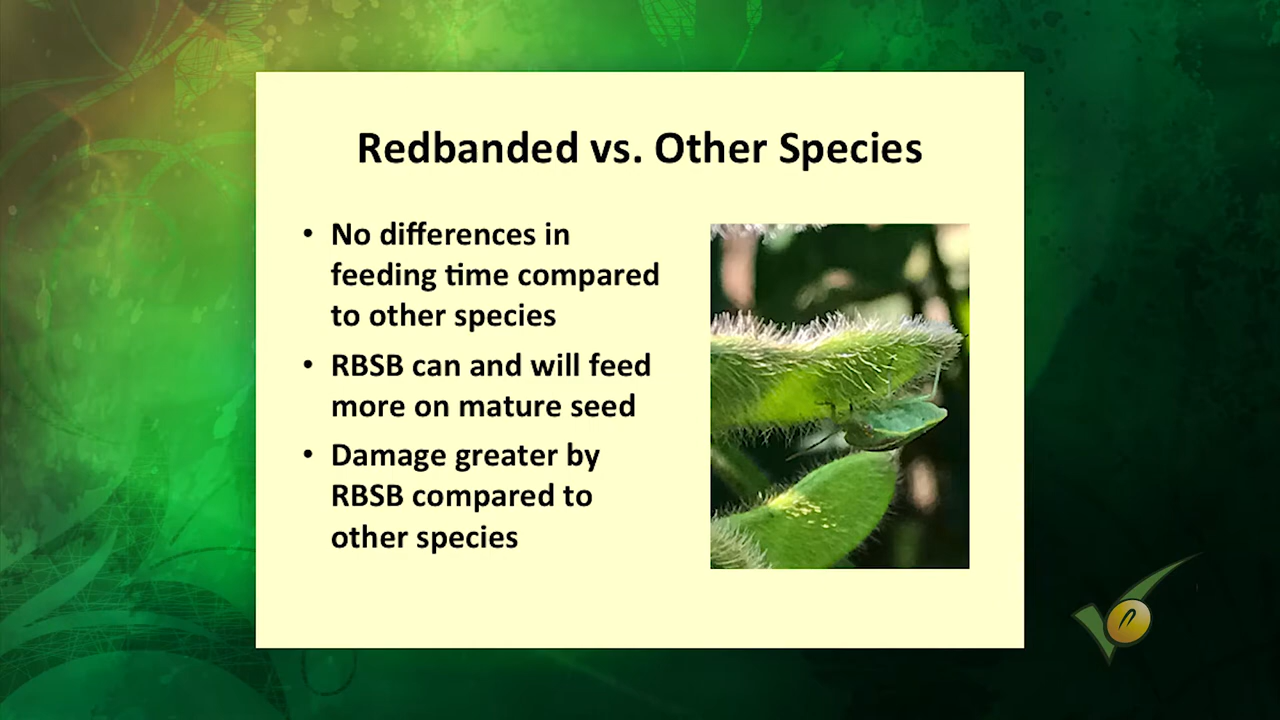 Redbanded vs. Other Species
• No differences in
feeding time compared
to other species
• RBSB can and will feed
more on mature seed
• Damage greater by
RBSB compared to
other species